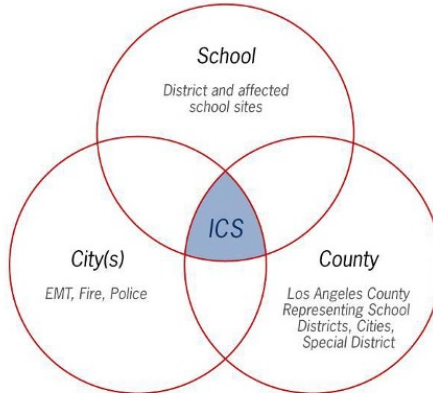 School
District and affected
school sites
ICS
City(s)
EMT, Fire, Police
County
Los Angeles County
Representing School
Districts, Cities,
Special District